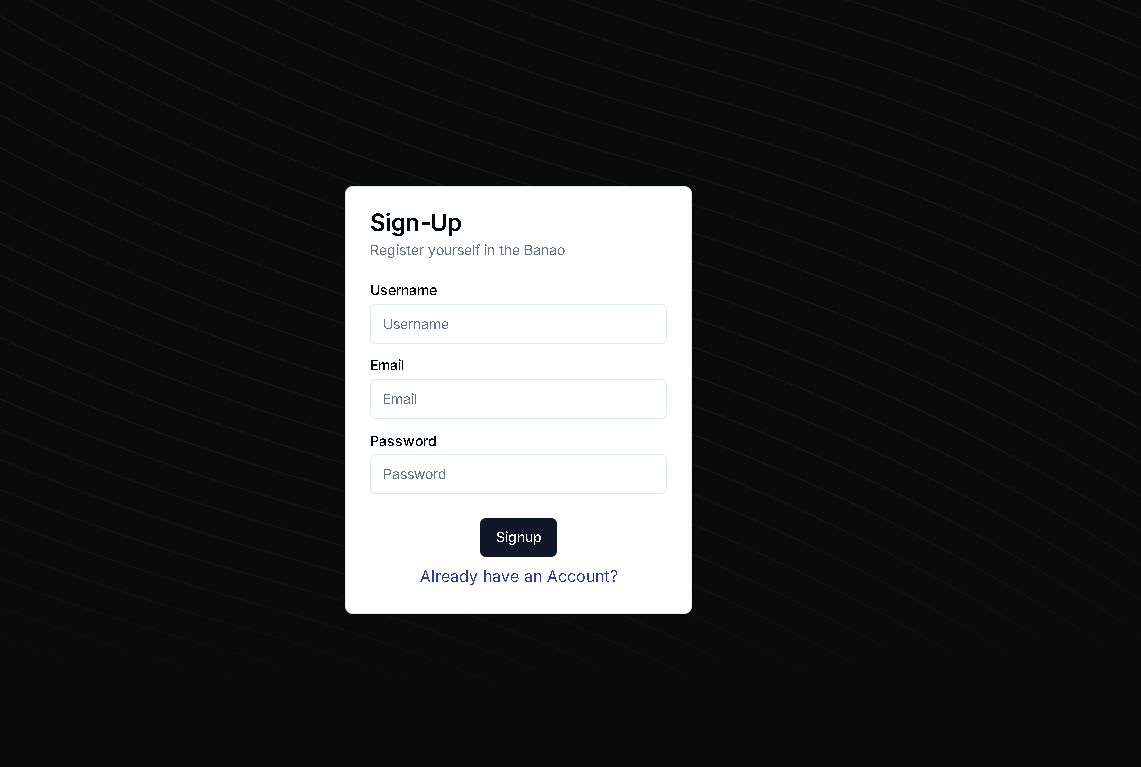 Sign-Up
Register yourself in the Banao
Username
Username
Email
Email
Password
Password
Signup
Already have an Account?